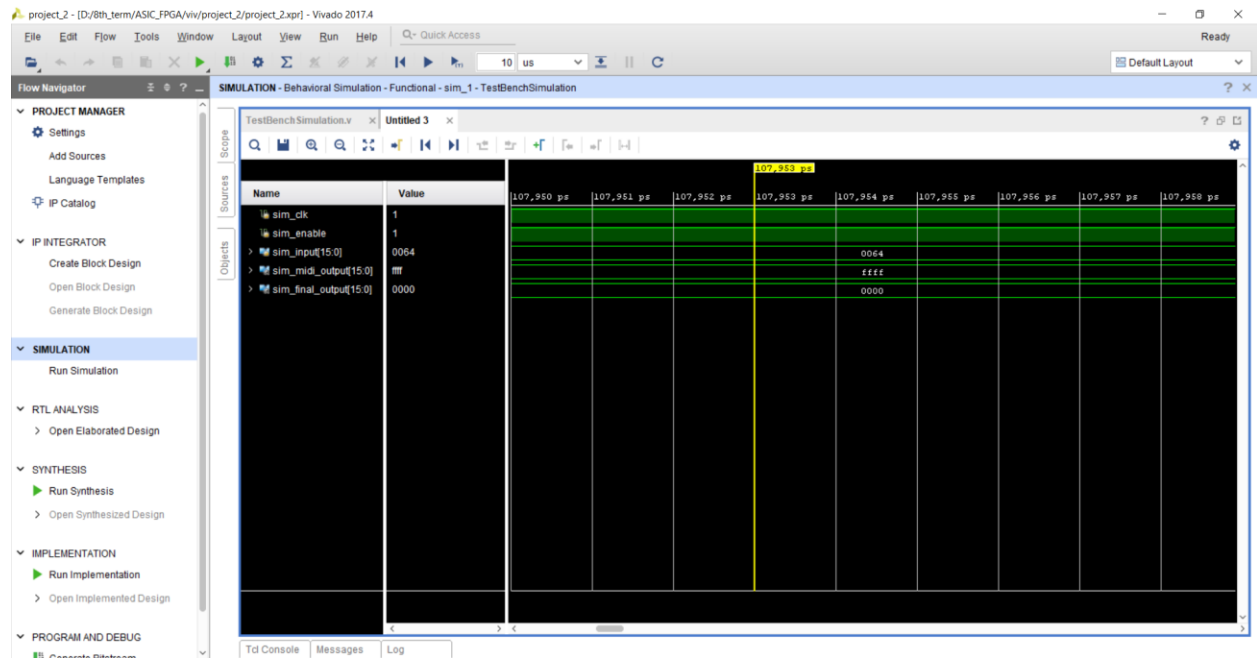 project_2 - [D:/8th_term/ASIC_FPGA/viv/project_2/project_2.xpr] - Vivado 2017.4
File Edit Flow Tools Window Layout View Run Help Q- Quick Access Ready
10 us Default Layout
Flow Navigator ? SIMULATION - Behavioral Simulation - Functional - sim_1 - TestBenchSimulation ? ×
PROJECT MANAGER
Settings
Add Sources
Language Templates
IP Catalog
IP INTEGRATOR
Create Block Design
Open Block Design
Generate Block Design
SIMULATION
Run Simulation
RTL ANALYSIS
Open Elaborated Design
SYNTHESIS
Run Synthesis
Open Synthesized Design
IMPLEMENTATION
Run Implementation
Open Implemented Design
PROGRAM AND DEBUG
Generate Bitstream
Scope
Sources
Objects
TestBenchSimulation.v × Untitled 3 × ?
107,953 ps
Name Value 107,950 ps 107,951 ps 107,952 ps 107,953 ps 107,954 ps 107,955 ps 107,956 ps 107,957 ps 107,958 ps
sim_clk 1
sim_enable 1
sim_input[15:0] 0064 0064
sim_midi_output[15:0] ffff ffff
sim_final_output[15:0] 0000 0000
Tcl Console Messages Log